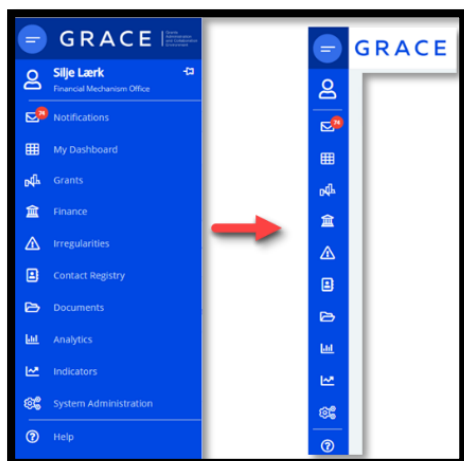 GRACE
Silje Lærk
Financial Mechanism Office
74
Notifications
My Dashboard
Grants
Finance
Irregularities
Contact Registry
Documents
Analytics
Indicators
System Administration
Help
GRACE